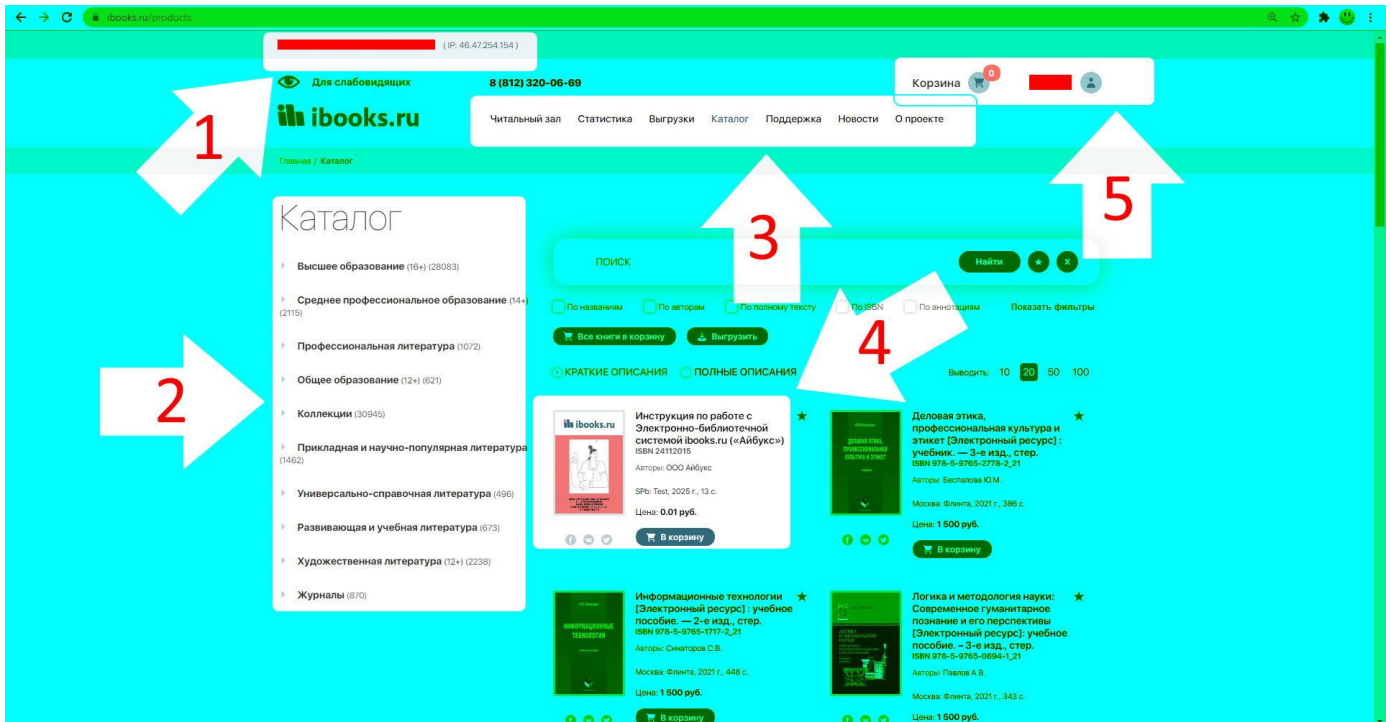 ibooks.ru/products
( IP: 46.47.254.154 )
Для слабовидящих
8 (812) 320-06-69
Корзина 0
ibooks.ru
Читальный зал Статистика Выгрузки Каталог Поддержка Новости О проекте
1
5
Главная / Каталог
Каталог
3
ПОИСК
Найти
X
Высшее образование (16+) (28083)
Среднее профессиональное образование (14+)
(2115)
Профессиональная литература (1072)
Общее образование (12+) (621)
Коллекции (30945)
Прикладная и научно-популярная литература
(1462)
Универсально-справочная литература (496)
Развивающая и учебная литература (673)
Художественная литература (12+) (2238)
Журналы (870)
2
По названиям По авторам По полному тексту По ISBN По аннотациям Показать фильтры
4
Все книги в корзину Выгрузить
КРАТКИЕ ОПИСАНИЯ ПОЛНЫЕ ОПИСАНИЯ
Выводить: 10 20 50 100
ibooks.ru
Инструкция по работе с
Электронно-библиотечной
системой ibooks.ru («Айбукс»)
ISBN 24112015
Авторы: ООО Айбукс
SPb: Test, 2025 г., 13 с.
Цена: 0.01 руб.
В корзину
ДЕЛОВАЯ ЭТИКА,
ПРОФЕССИОНАЛЬНАЯ
КУЛЬТУРА И ЭТИКЕТ
Деловая этика,
профессиональная культура и
этикет [Электронный ресурс] :
учебник. — 3-е изд., стер.
ISBN 978-5-9765-2778-2_21
Авторы: Беспалова Ю.М.
Москва: Флинта, 2021 г., 386 с.
Цена: 1 500 руб.
В корзину
ИНФОРМАЦИОННЫЕ
ТЕХНОЛОГИИ
Информационные технологии
[Электронный ресурс] : учебное
пособие. — 2-е изд., стер.
ISBN 978-5-9765-1717-2_21
Авторы: Синаторов С.В.
Москва: Флинта, 2021 г., 448 с.
Цена: 1 500 руб.
В корзину
Логика и методология науки:
Современное гуманитарное
познание и его перспективы
[Электронный ресурс]: учебное
пособие. – 3-е изд., стер.
ISBN 978-5-9765-0894-1_21
Авторы: Павлов А.В.
Москва: Флинта, 2021 г., 343 с.
Цена: 1 500 руб.